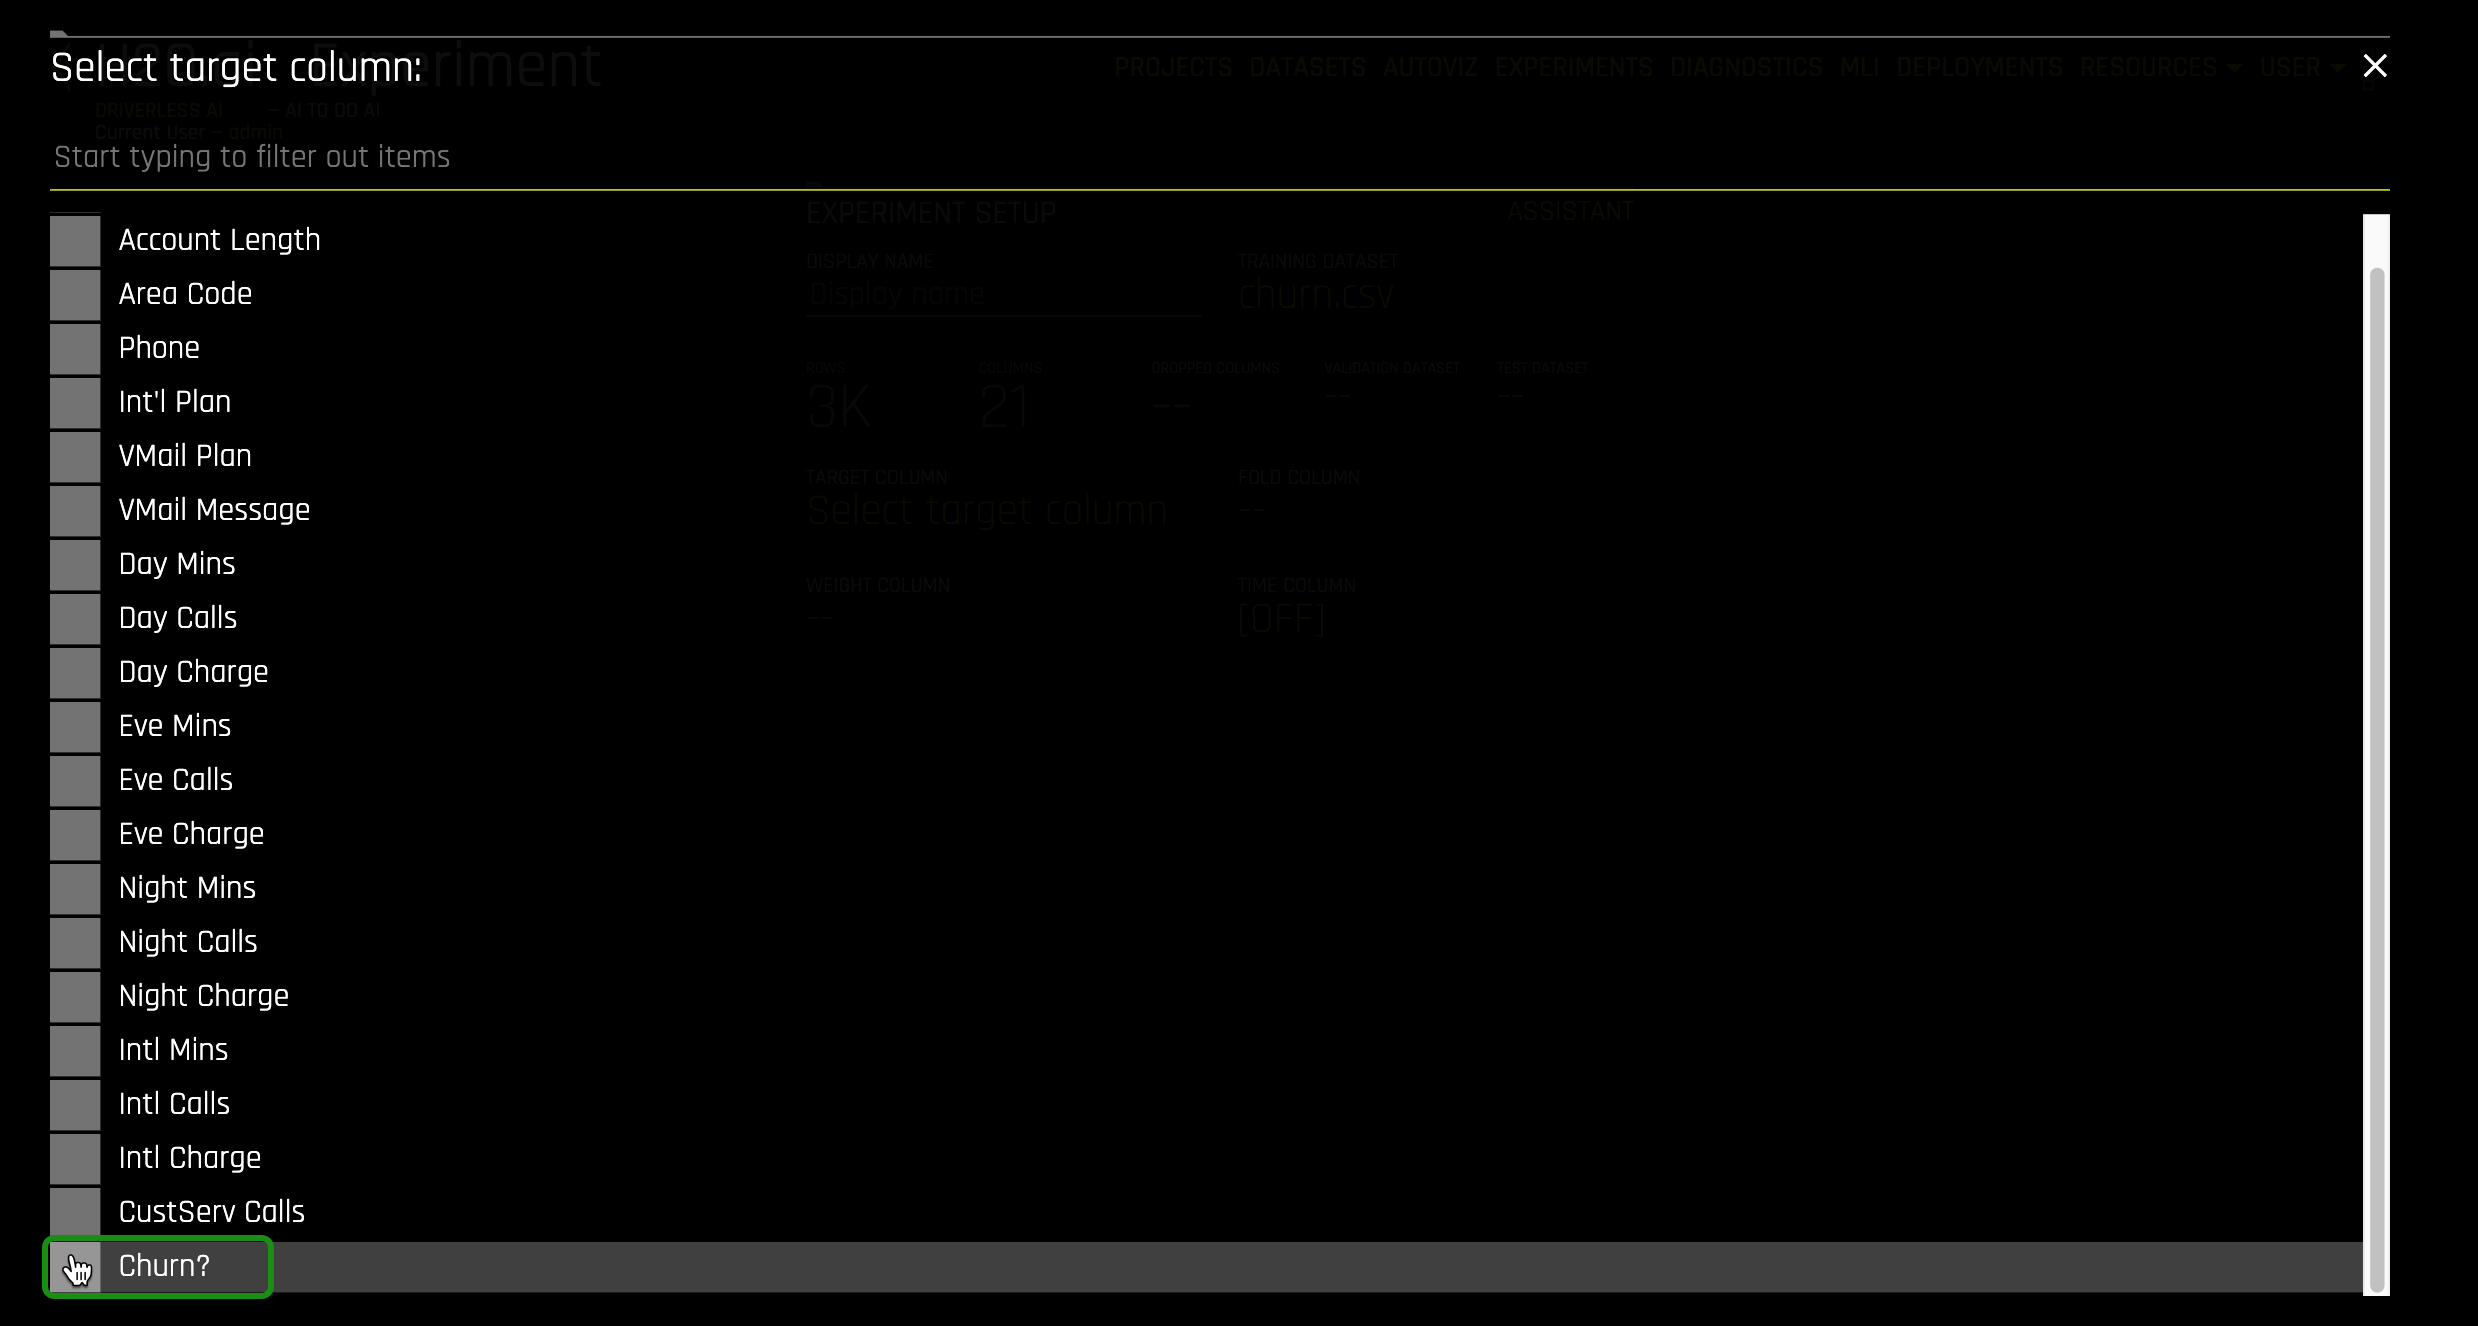 H2O.ai Experiment
Select target column:
PROJECTS DATASETS AUTOVIZ EXPERIMENTS DIAGNOSTICS MLI DEPLOYMENTS RESOURCES USER
DRIVERLESS AI — AI TO DO AI
Current User — admin
Start typing to filter out items
EXPERIMENT SETUP
ASSISTANT
DISPLAY NAME
Display name
TRAINING DATASET
churn.csv
ROWS
3K
COLUMNS
21
DROPPED COLUMNS
--
VALIDATION DATASET
--
TEST DATASET
--
TARGET COLUMN
Select target column
FOLD COLUMN
--
WEIGHT COLUMN
--
TIME COLUMN
[OFF]
Account Length
Area Code
Phone
Int'l Plan
VMail Plan
VMail Message
Day Mins
Day Calls
Day Charge
Eve Mins
Eve Calls
Eve Charge
Night Mins
Night Calls
Night Charge
Intl Mins
Intl Calls
Intl Charge
CustServ Calls
Churn?